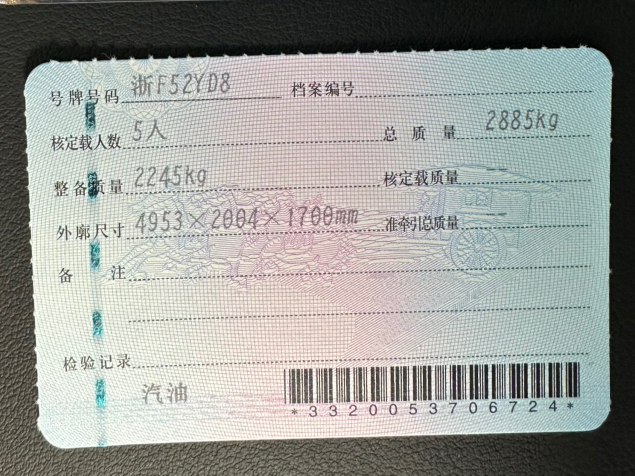 号牌号码 浙F52YD8 档案编号
核定载人数 5人 总质量 2885kg
整备质量 2245kg 核定载质量 --
外廓尺寸 4953×2004×1700mm 准牵引总质量 --
备注
检验记录
汽油
*3320053706724*